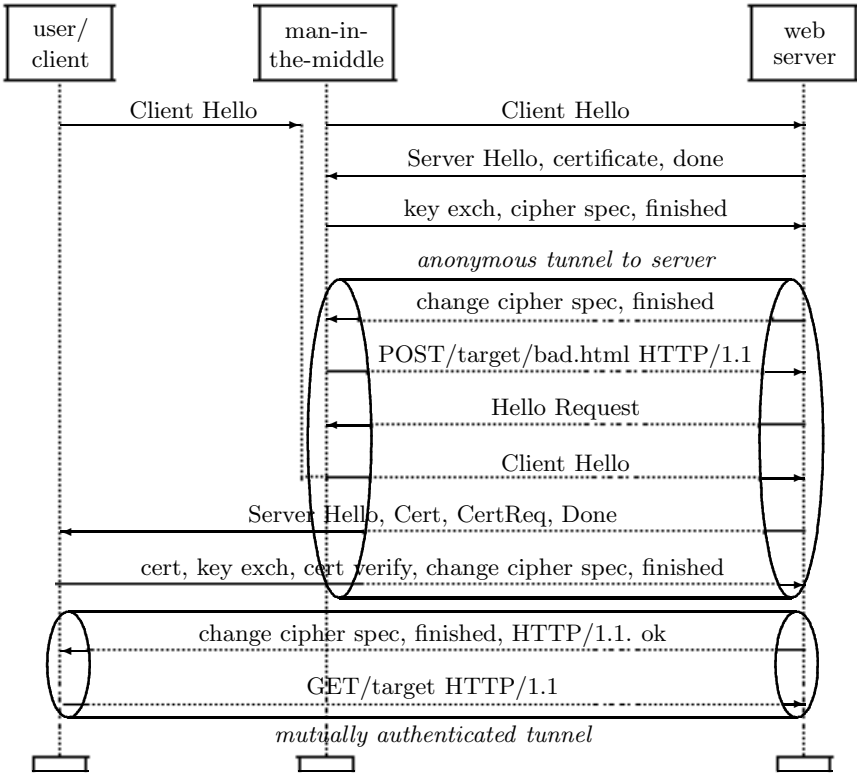 user/
client
man-in-
the-middle
web
server
Client Hello
Client Hello
Server Hello, certificate, done
key exch, cipher spec, finished
anonymous tunnel to server
change cipher spec, finished
POST/target/bad.html HTTP/1.1
Hello Request
Client Hello
Server Hello, Cert, CertReq, Done
cert, key exch, cert verify, change cipher spec, finished
change cipher spec, finished, HTTP/1.1. ok
GET/target HTTP/1.1
mutually authenticated tunnel